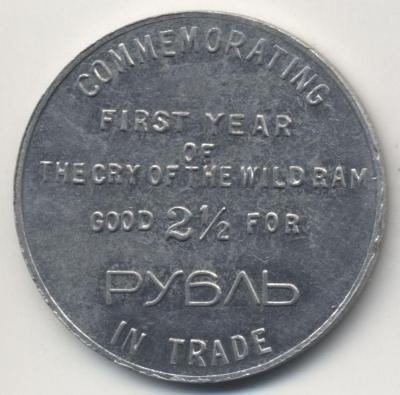 COMMEMORATING
FIRST YEAR
OF
THE CRY OF THE WILD RAM
GOOD 2½ FOR
РУБЛЬ
IN TRADE